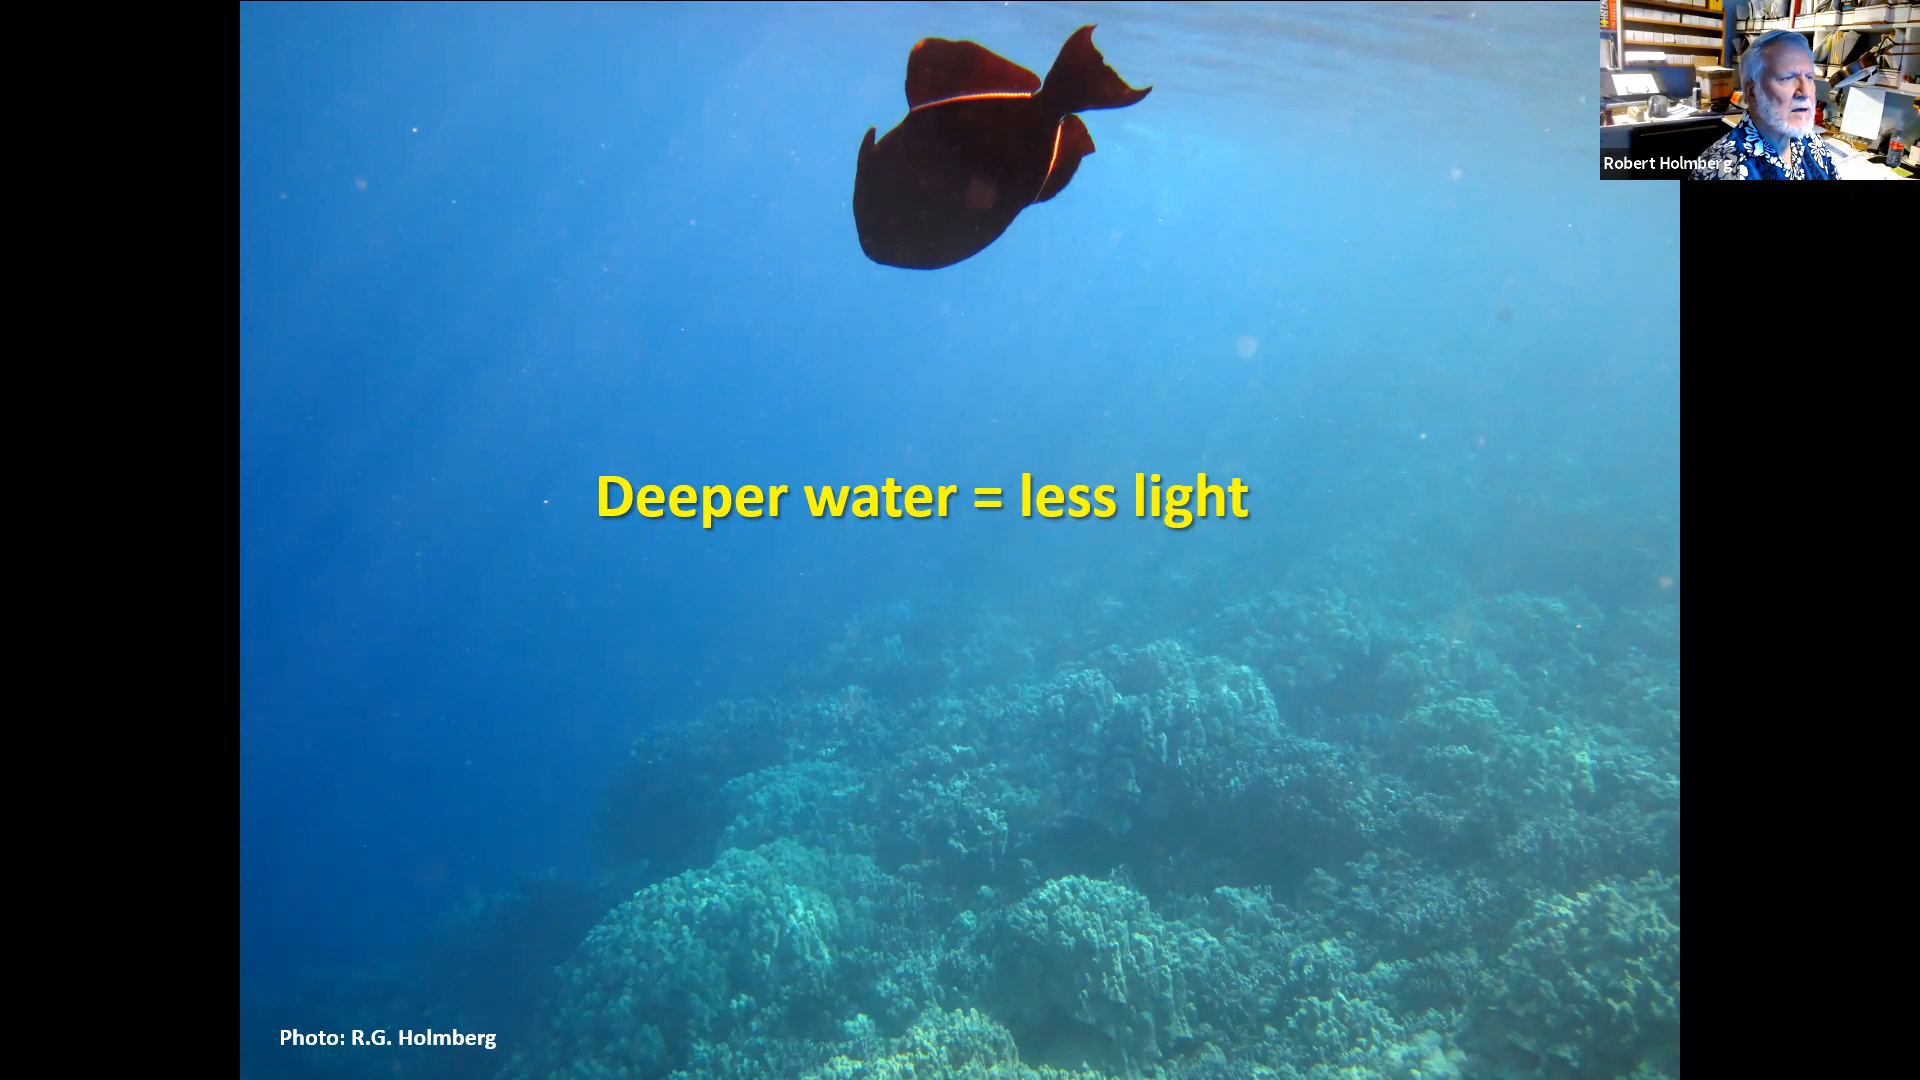 Robert Holmberg
Deeper water = less light
Photo: R.G. Holmberg